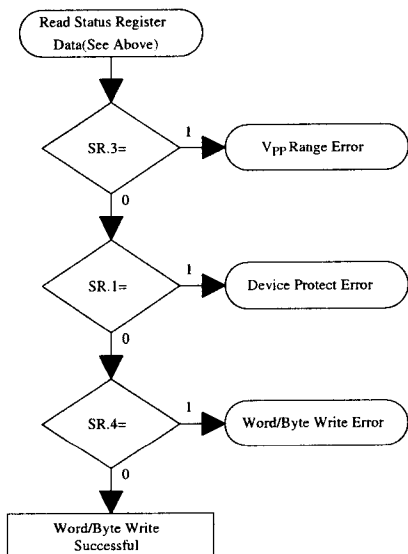 Read Status Register
Data(See Above)
SR.3=
1
VPP Range Error
0
SR.1=
1
Device Protect Error
0
SR.4=
1
Word/Byte Write Error
0
Word/Byte Write
Successful